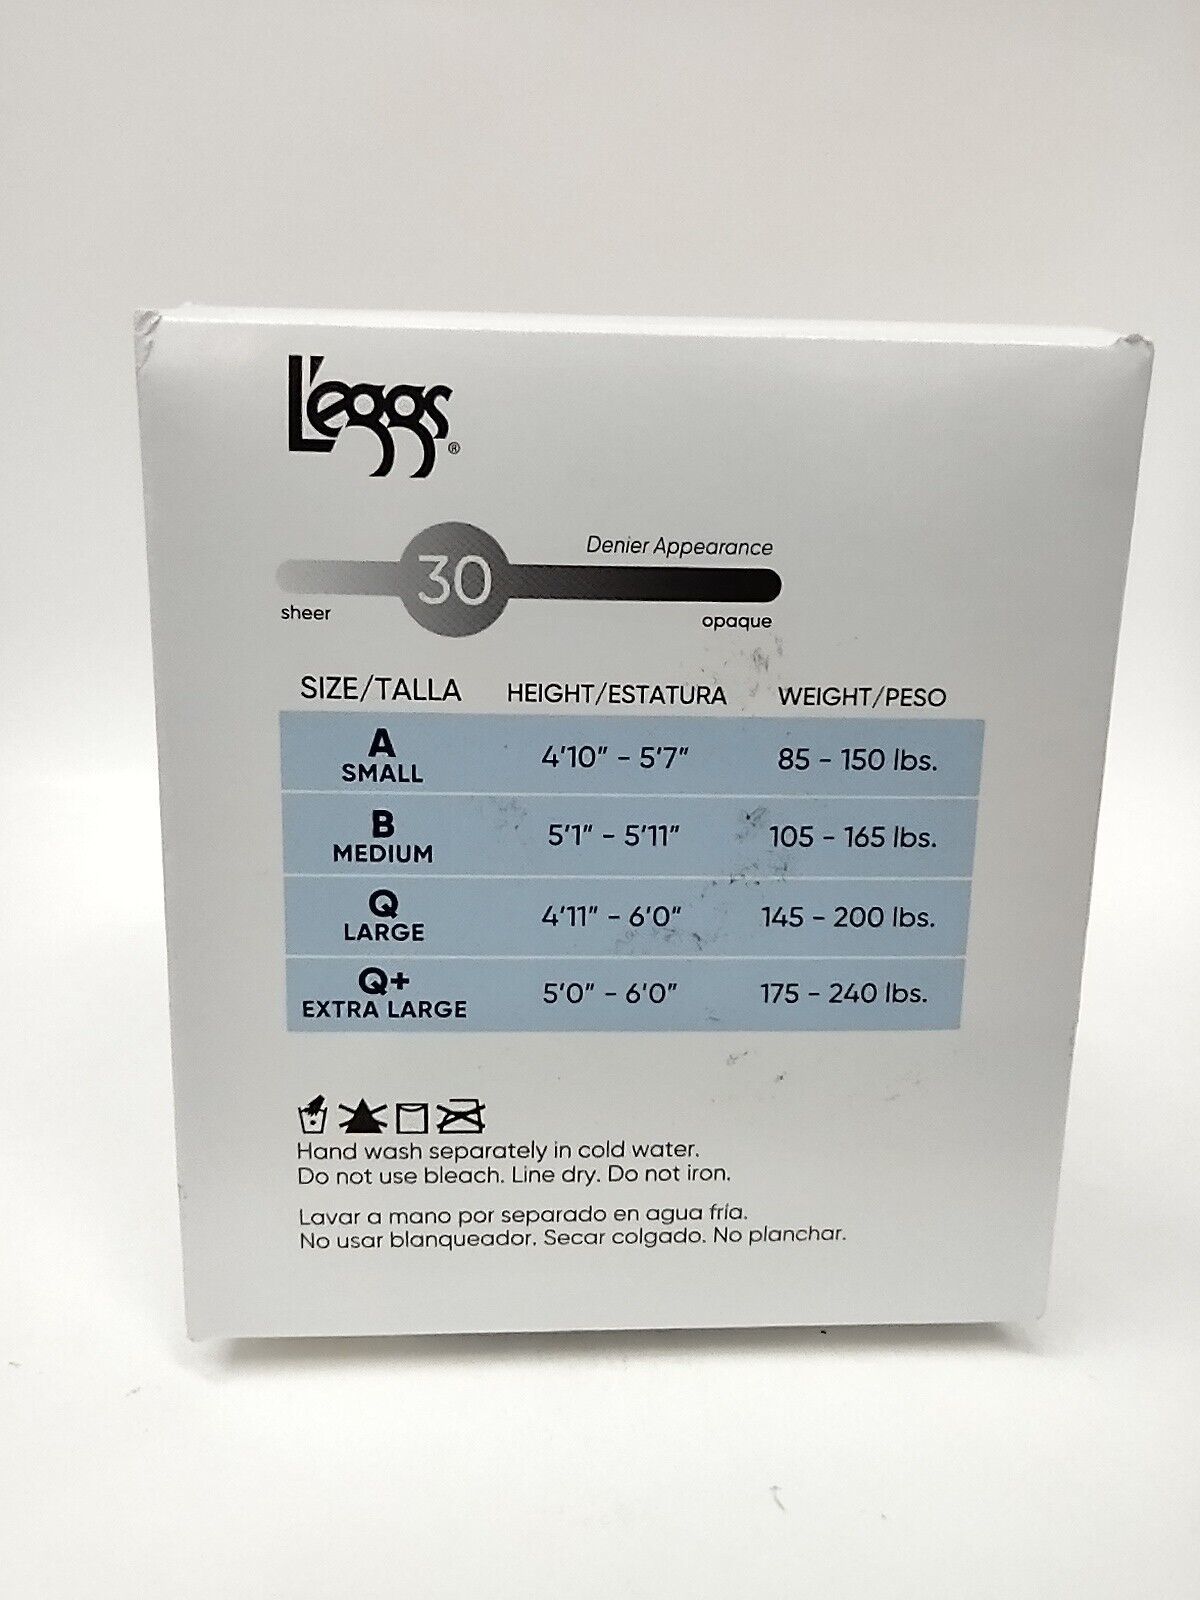 L'eggs®
30
Denier Appearance
sheer
opaque
SIZE/TALLA HEIGHT/ESTATURA WEIGHT/PESO
A
SMALL
4'10" - 5'7" 85 - 150 lbs.
B
MEDIUM
5'1" - 5'11" 105 - 165 lbs.
Q
LARGE
4'11" - 6'0" 145 - 200 lbs.
Q+
EXTRA LARGE
5'0" - 6'0" 175 - 240 lbs.
Hand wash separately in cold water.
Do not use bleach. Line dry. Do not iron.
Lavar a mano por separado en agua fría.
No usar blanqueador. Secar colgado. No planchar.